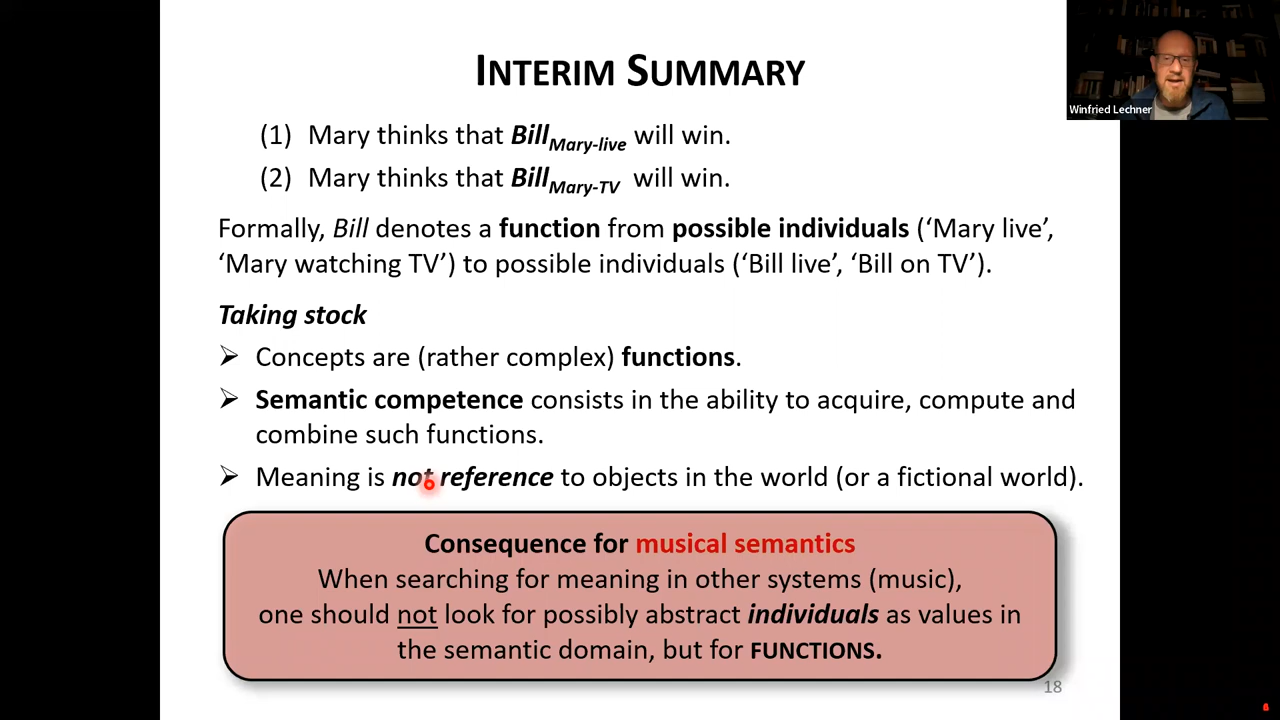 INTERIM SUMMARY
Winfried Lechner
(1) Mary thinks that Bill Mary-live will win.
(2) Mary thinks that Bill Mary-TV will win.
Formally, Bill denotes a function from possible individuals (‘Mary live’,
‘Mary watching TV’) to possible individuals (‘Bill live’, ‘Bill on TV’).
Taking stock
➢ Concepts are (rather complex) functions.
➢ Semantic competence consists in the ability to acquire, compute and
combine such functions.
➢ Meaning is not reference to objects in the world (or a fictional world).
Consequence for musical semantics
When searching for meaning in other systems (music),
one should not look for possibly abstract individuals as values in
the semantic domain, but for FUNCTIONS.
18